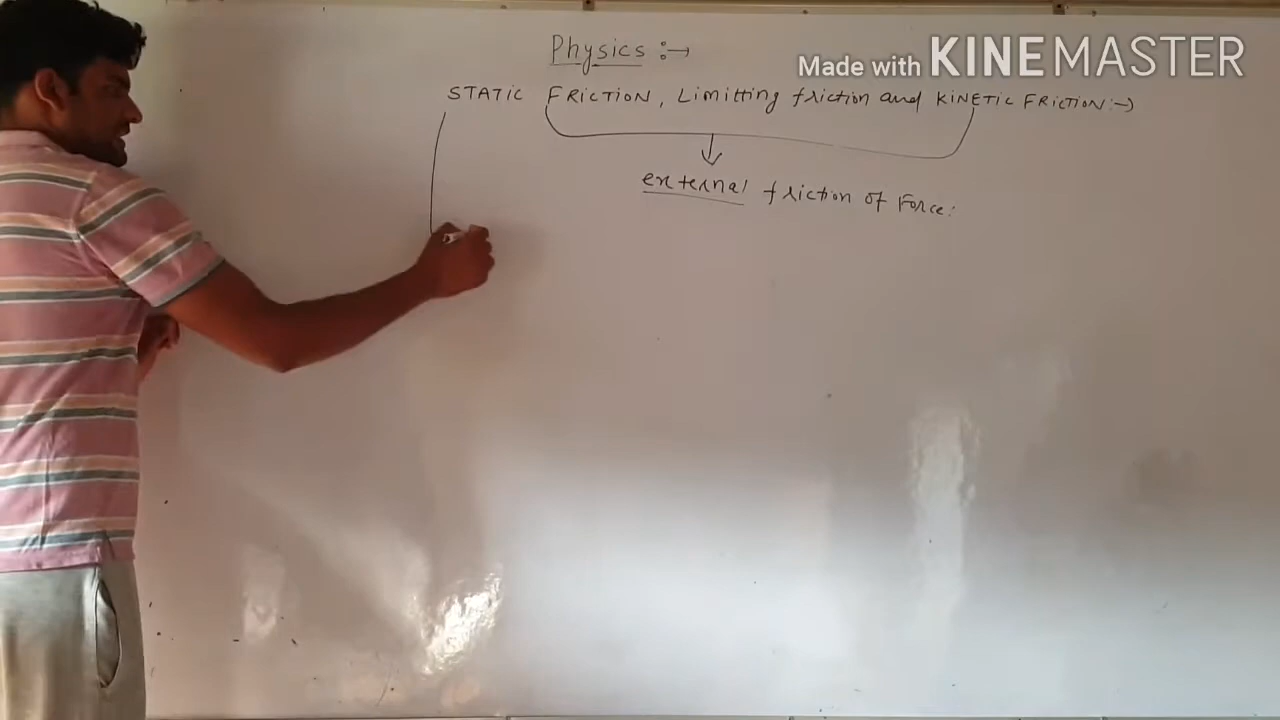 Physics :→
Made with KINEMASTER
STATIC FRICTION, Limitting friction and KINETIC FRICTION :→
external friction of Force: